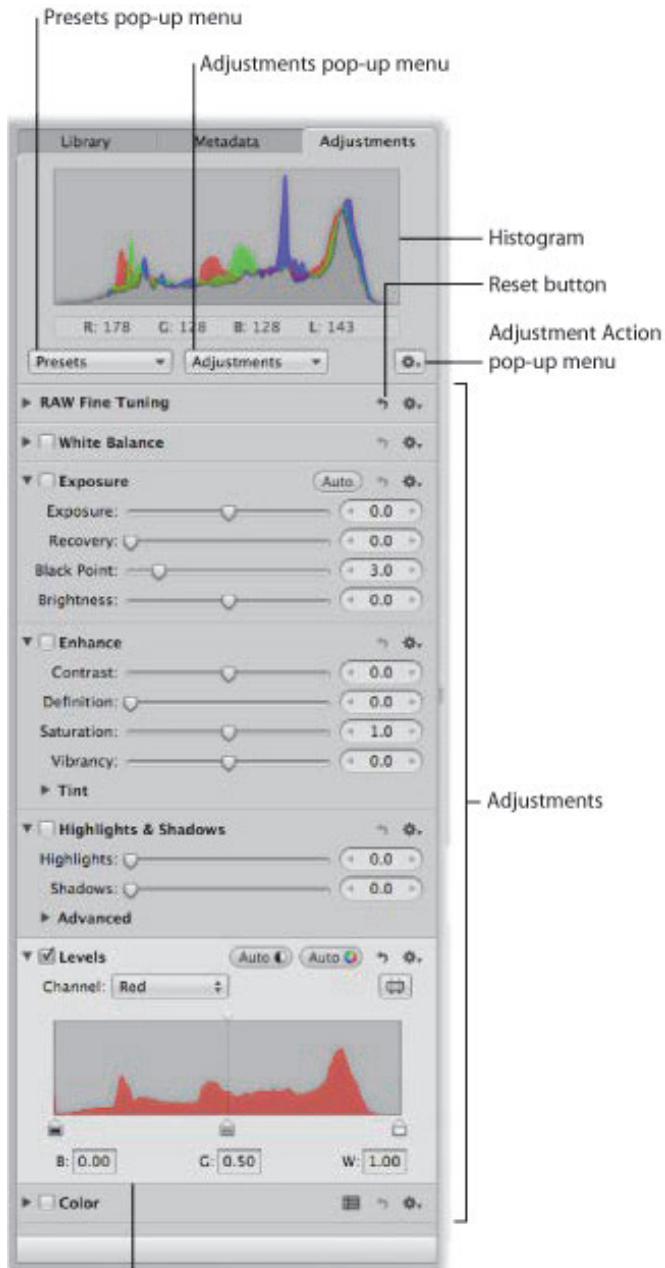 Presets pop-up menu
Adjustments pop-up menu
Library Metadata Adjustments
Histogram
Reset button
R: 178 G: 128 B: 128 L: 143
Adjustment Action
pop-up menu
Presets Adjustments
RAW Fine Tuning
White Balance
Exposure Auto
Exposure: 0.0
Recovery: 0.0
Black Point: 3.0
Brightness: 0.0
Enhance
Contrast: 0.0
Definition: 0.0
Saturation: 1.0
Vibrancy: 0.0
Tint
Adjustments
Highlights & Shadows
Highlights: 0.0
Shadows: 0.0
Advanced
Levels Auto Auto
Channel: Red
B: 0.00 G: 0.50 W: 1.00
Color